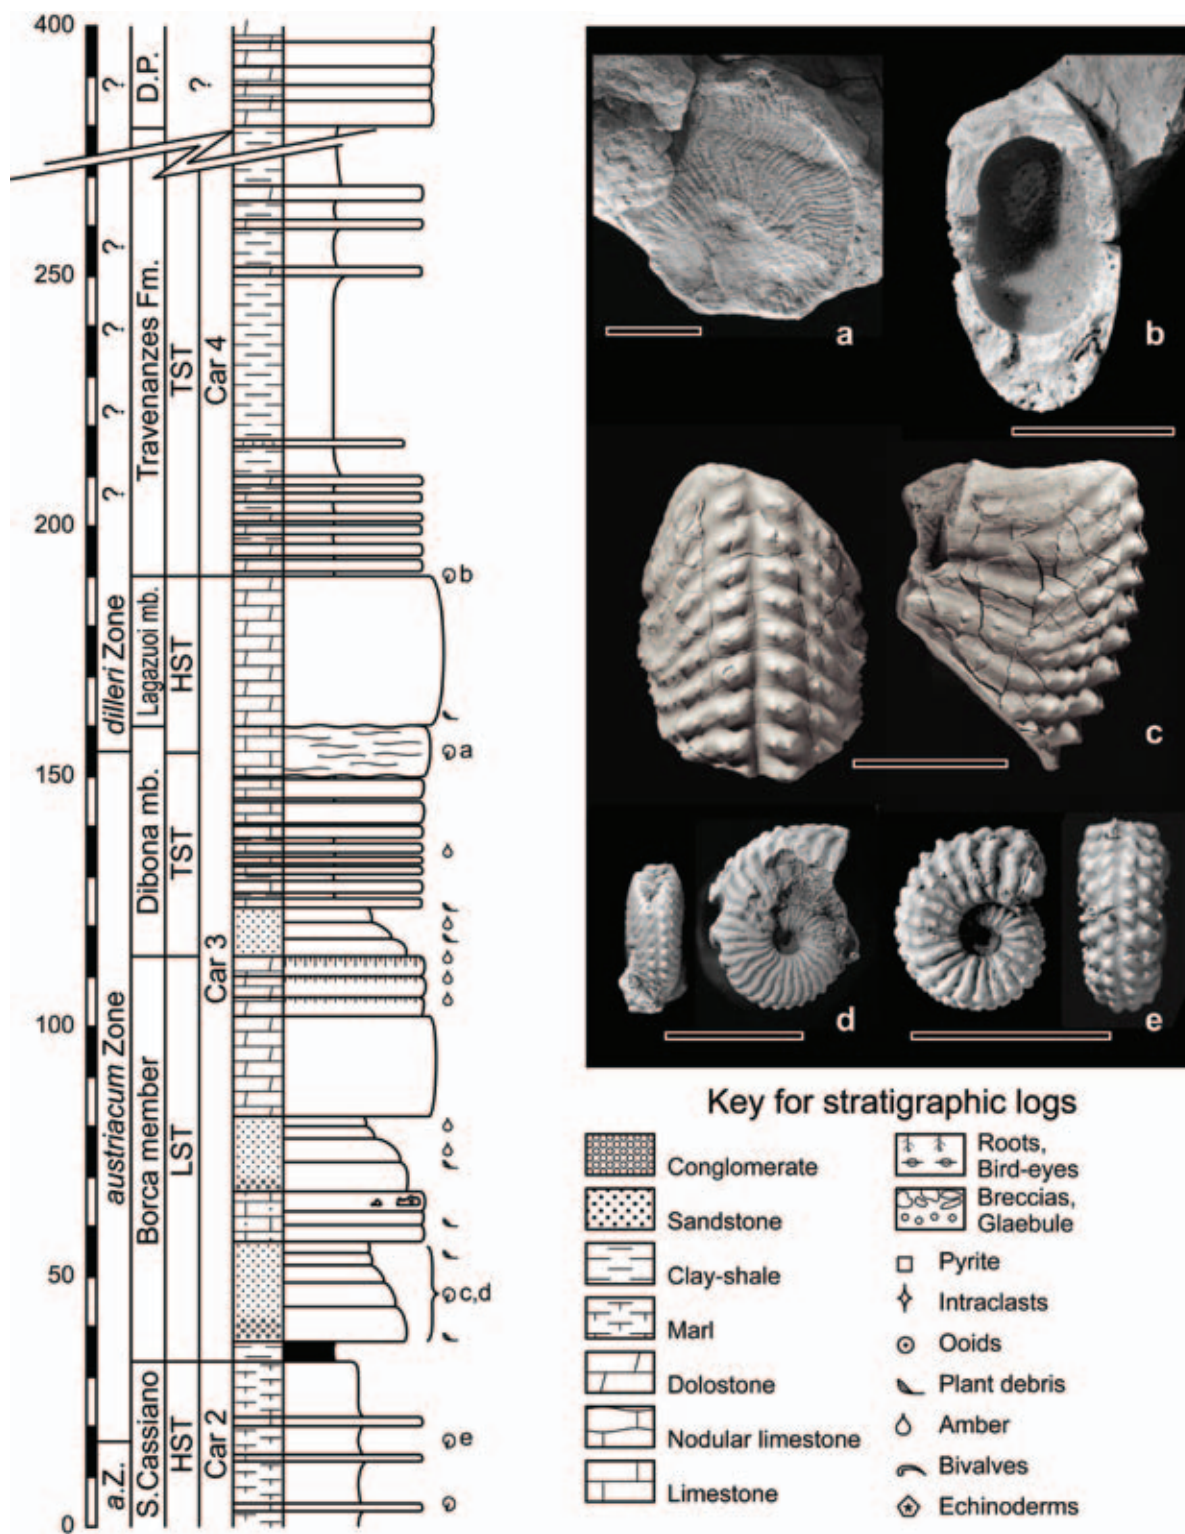 400
250
200
150
100
50
0
?
?
?
?
?
dilleri Zone
austriacum Zone
a.Z.
D.P.
Travenanzes Fm.
Lagazuoi mb.
Dibona mb.
Borca member
S.Cassiano
?
TST
HST
TST
LST
HST
Car 4
Car 3
Car 2
b
a
c,d
e
a
b
c
d
e
Key for stratigraphic logs
Conglomerate
Sandstone
Clay-shale
Marl
Dolostone
Nodular limestone
Limestone
Roots,
Bird-eyes
Breccias,
Glaebule
Pyrite
Intraclasts
Ooids
Plant debris
Amber
Bivalves
Echinoderms